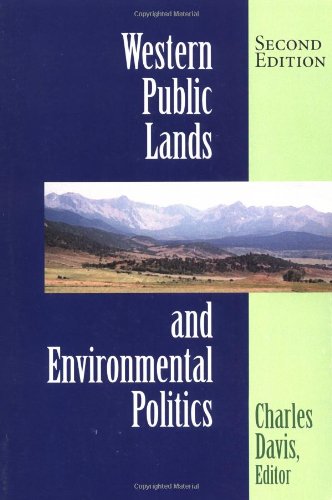 Western
Public
Lands
and
Environmental
Politics
SECOND
EDITION
Charles
Davis,
Editor